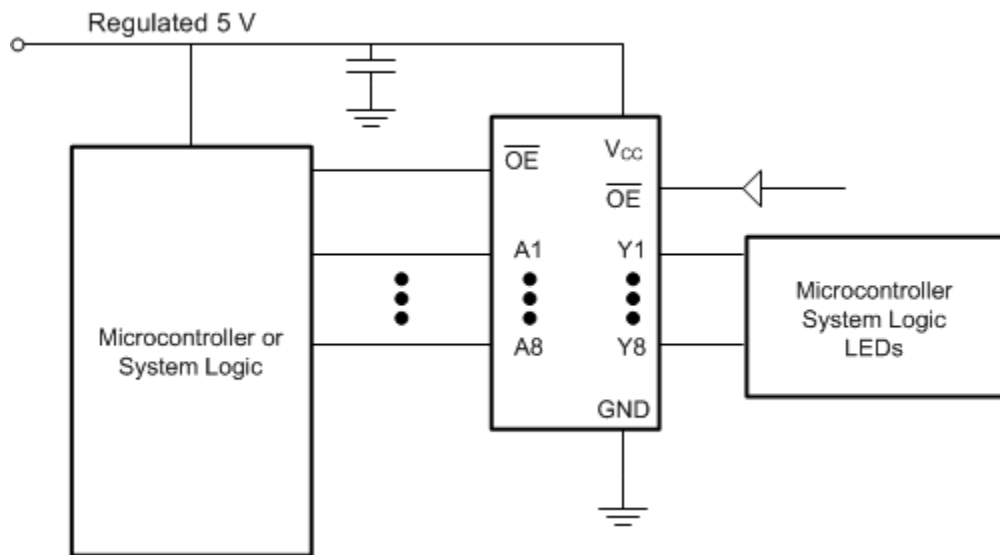 Regulated 5 V
OE
VCC
OE
A1
Y1
A8
Y8
GND
Microcontroller or
System Logic
Microcontroller
System Logic
LEDs